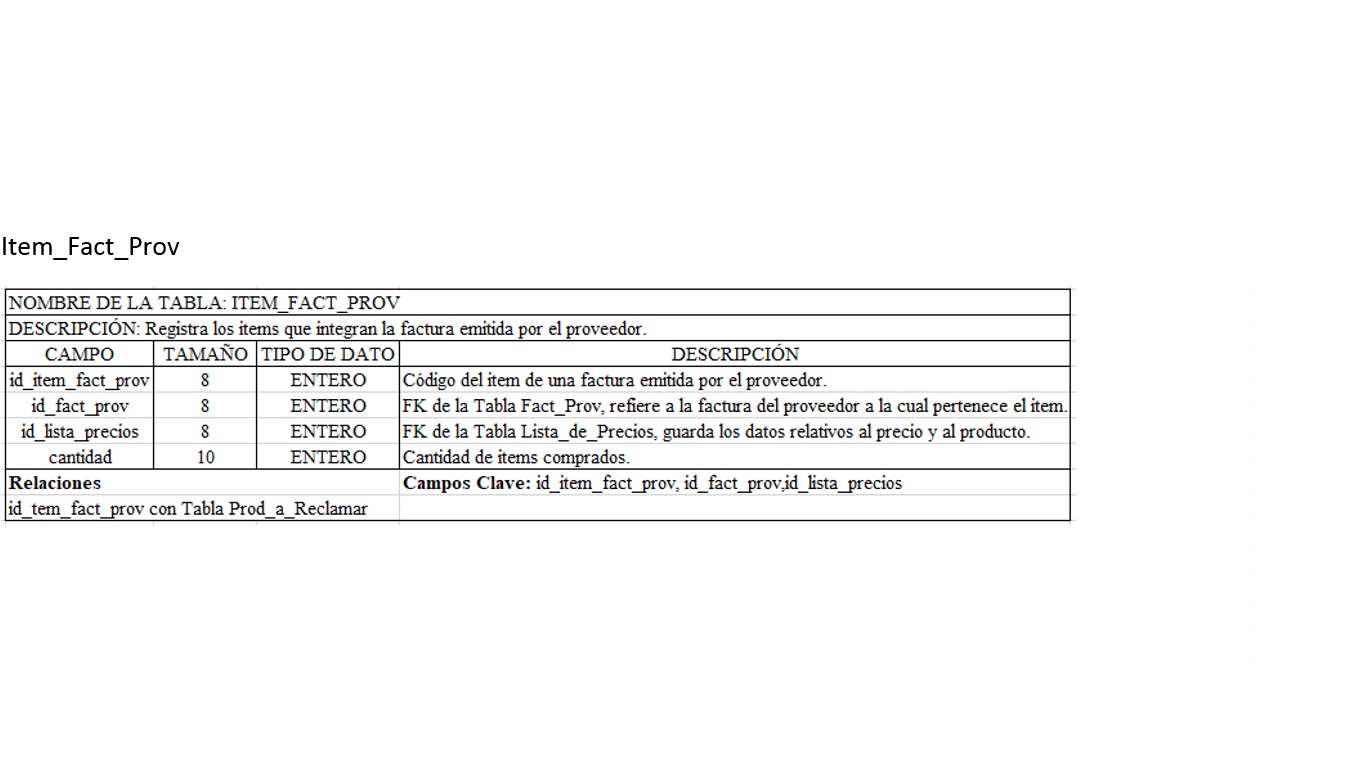 Item_Fact_Prov
NOMBRE DE LA TABLA: ITEM_FACT_PROV
DESCRIPCIÓN: Registra los items que integran la factura emitida por el proveedor.
CAMPO TAMAÑO TIPO DE DATO DESCRIPCIÓN
id_item_fact_prov 8 ENTERO Código del item de una factura emitida por el proveedor.
id_fact_prov 8 ENTERO FK de la Tabla Fact_Prov, refiere a la factura del proveedor a la cual pertenece el item.
id_lista_precios 8 ENTERO FK de la Tabla Lista_de_Precios, guarda los datos relativos al precio y al producto.
cantidad 10 ENTERO Cantidad de items comprados.
Relaciones Campos Clave: id_item_fact_prov, id_fact_prov,id_lista_precios
id_tem_fact_prov con Tabla Prod_a_Reclamar